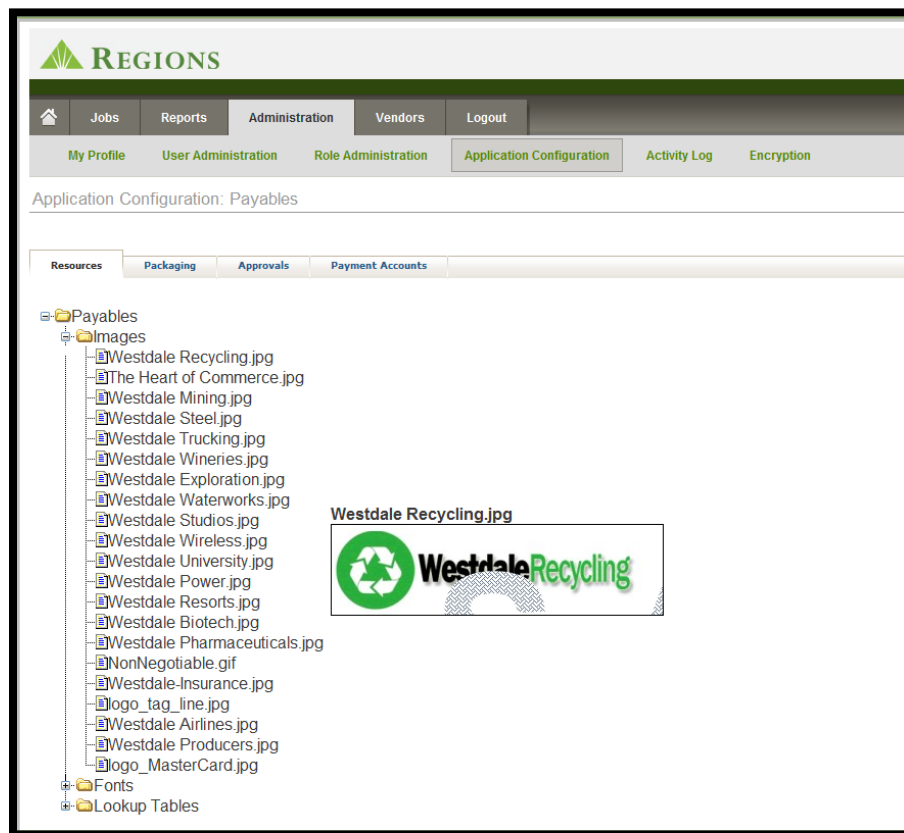 REGIONS
Jobs Reports Administration Vendors Logout
My Profile User Administration Role Administration Application Configuration Activity Log Encryption
Application Configuration: Payables
Resources Packaging Approvals Payment Accounts
Payables
Images
Westdale Recycling.jpg
The Heart of Commerce.jpg
Westdale Mining.jpg
Westdale Steel.jpg
Westdale Trucking.jpg
Westdale Wineries.jpg
Westdale Exploration.jpg
Westdale Waterworks.jpg
Westdale Studios.jpg
Westdale Wireless.jpg
Westdale University.jpg
Westdale Power.jpg
Westdale Resorts.jpg
Westdale Biotech.jpg
Westdale Pharmaceuticals.jpg
NonNegotiable.gif
Westdale-Insurance.jpg
logo_tag_line.jpg
Westdale Airlines.jpg
Westdale Producers.jpg
logo_MasterCard.jpg
Fonts
Lookup Tables
Westdale Recycling.jpg
WestdaleRecycling